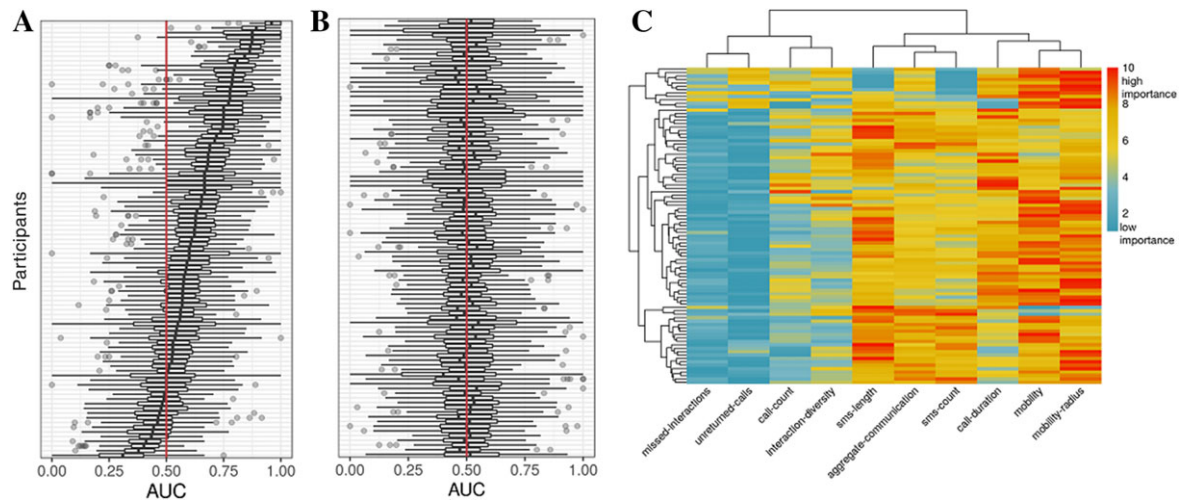 A
B
C
Participants
0.00 0.25 0.50 0.75 1.00
AUC
0.00 0.25 0.50 0.75 1.00
AUC
10
high
importance
8
6
4
2
low
importance
missed-interactions
unreturned-calls
call-count
interaction-diversity
sms-length
aggregate-communication
sms-count
call-duration
mobility
mobility-radius